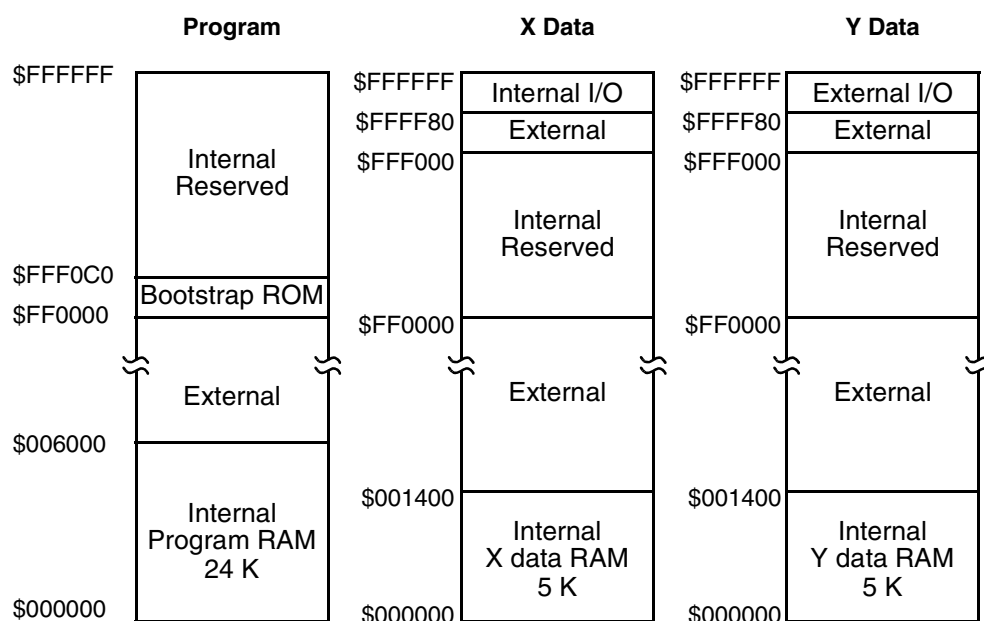 Program
$FFFFFF
Internal
Reserved
$FFF0C0
Bootstrap ROM
$FF0000
External
$006000
Internal
Program RAM
24 K
$000000
X Data
$FFFFFF
Internal I/O
$FFFF80
External
$FFF000
Internal
Reserved
$FF0000
External
$001400
Internal
X data RAM
5 K
$000000
Y Data
$FFFFFF
External I/O
$FFFF80
External
$FFF000
Internal
Reserved
$FF0000
External
$001400
Internal
Y data RAM
5 K
$000000